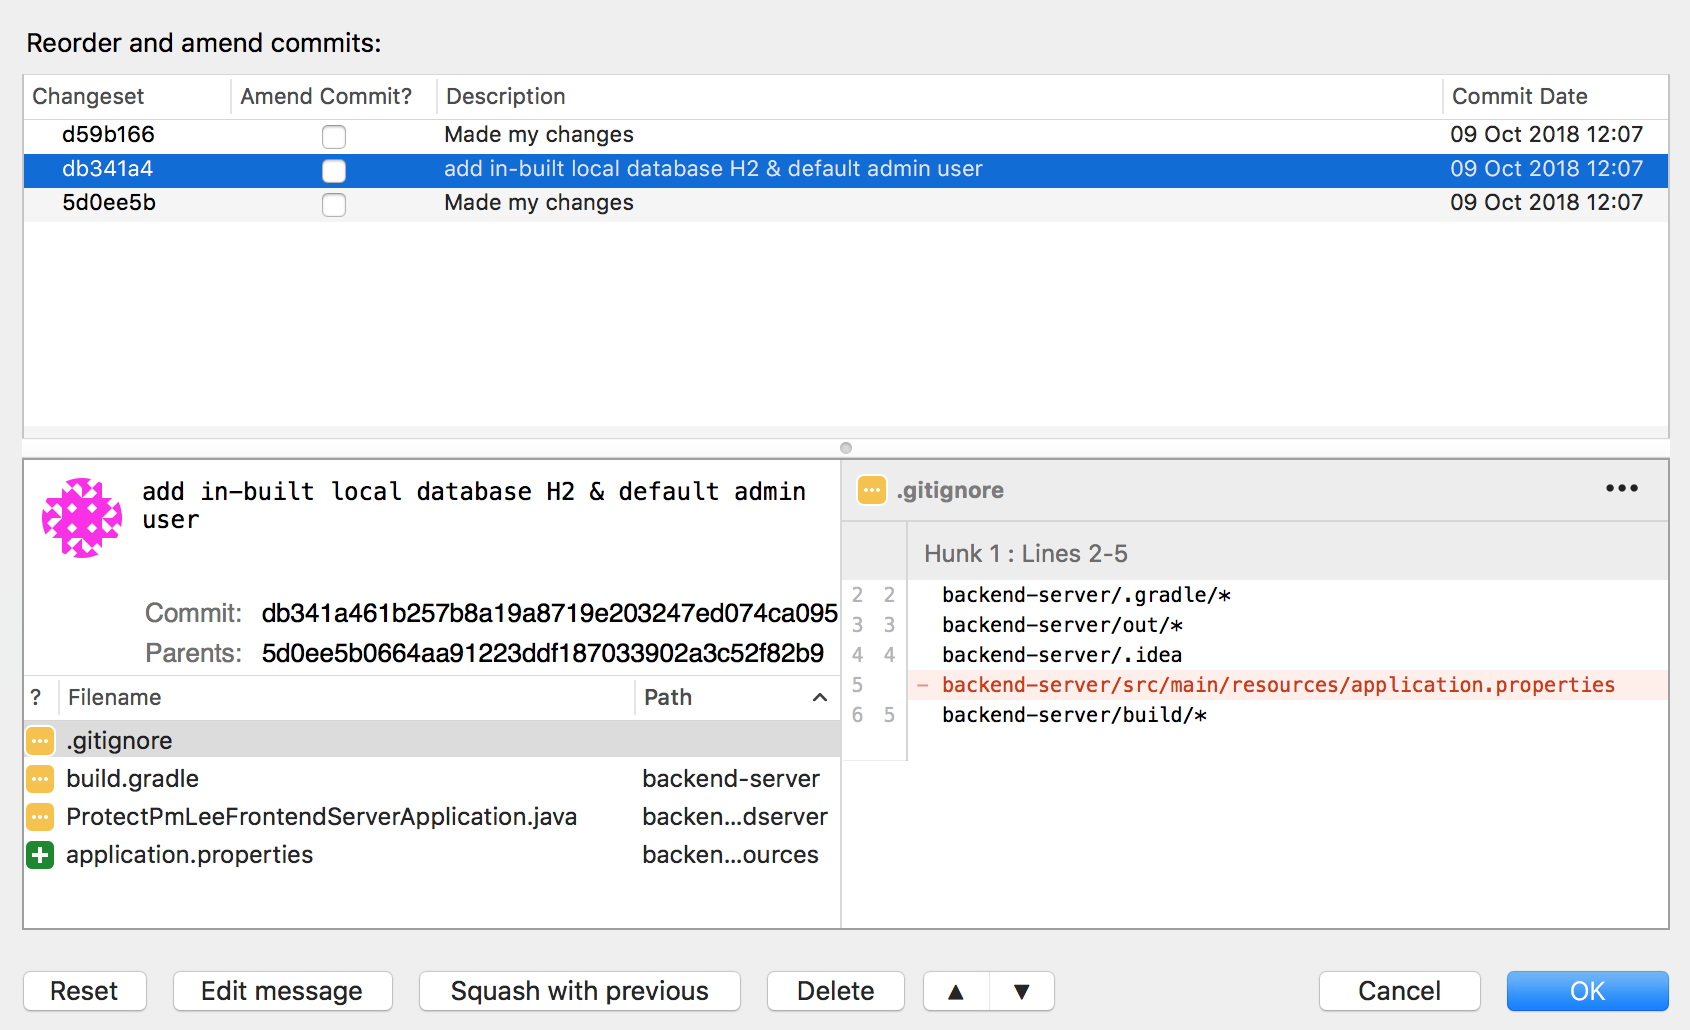 Reorder and amend commits:
Changeset Amend Commit? Description Commit Date
d59b166 Made my changes 09 Oct 2018 12:07
db341a4 add in-built local database H2 & default admin user 09 Oct 2018 12:07
5d0ee5b Made my changes 09 Oct 2018 12:07
add in-built local database H2 & default admin
user
Commit: db341a461b257b8a19a8719e203247ed074ca095
Parents: 5d0ee5b0664aa91223ddf187033902a3c52f82b9
? Filename Path
.gitignore
build.gradle backend-server
ProtectPmLeeFrontendServerApplication.java backen...dserver
application.properties backen...ources
.gitignore
Hunk 1 : Lines 2-5
2 2 backend-server/.gradle/*
3 3 backend-server/out/*
4 4 backend-server/.idea
5 - backend-server/src/main/resources/application.properties
6 5 backend-server/build/*
Reset Edit message Squash with previous Delete ▲ ▼ Cancel OK